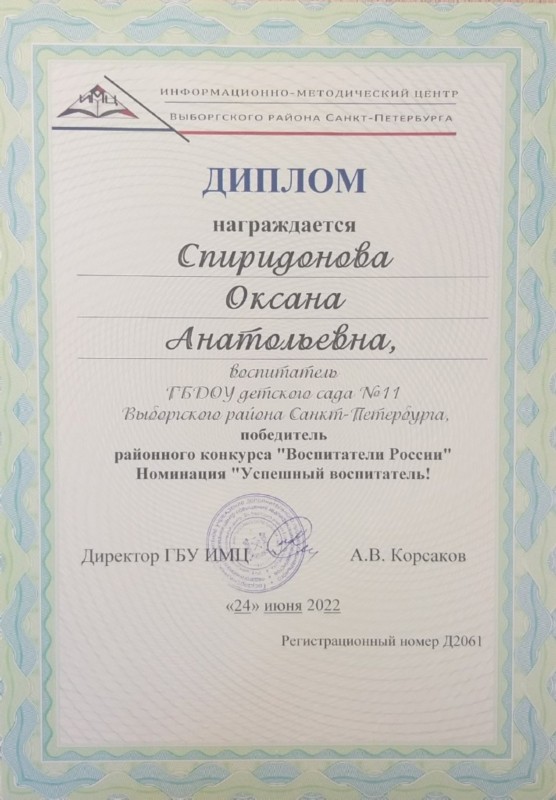 ИМЦ
ИНФОРМАЦИОННО-МЕТОДИЧЕСКИЙ ЦЕНТР
ВЫБОРГСКОГО РАЙОНА САНКТ-ПЕТЕРБУРГА
ДИПЛОМ
награждается
Спиридонова
Оксана
Анатольевна,
воспитатель
ГБДОУ детского сада №11
Выборгского района Санкт-Петербурга,
победитель
районного конкурса "Воспитатели России"
Номинация "Успешный воспитатель!
Директор ГБУ ИМЦ А.В. Корсаков
«24» июня 2022
Регистрационный номер Д2061